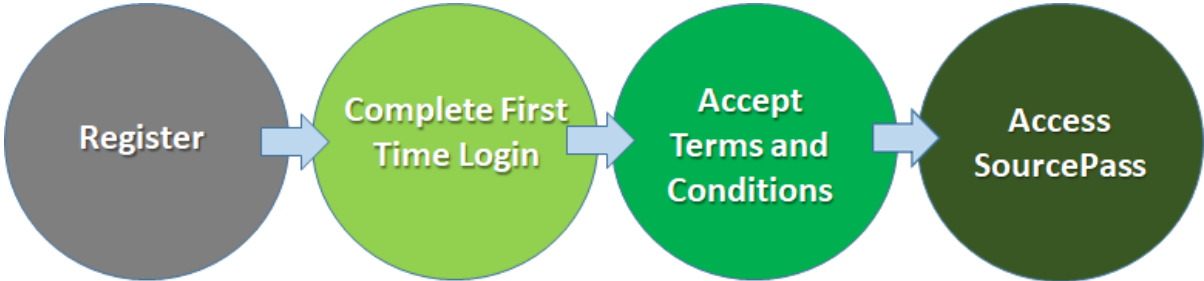 Register
Complete First
Time Login
Accept
Terms and
Conditions
Access
SourcePass